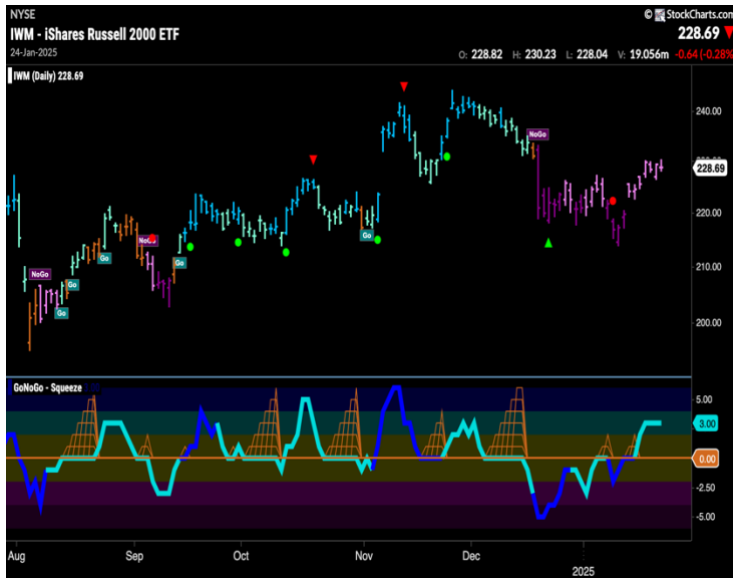 NYSE
© StockCharts.com
IWM - iShares Russell 2000 ETF
228.69
24-Jan-2025
O: 228.82 H: 230.23 L: 228.04 V: 19.056m -0.64 (-0.28%)
IWM (Daily) 228.69
240.00
NoGo
228.69
220.00
NoGo
Go
Go
Go
210.00
NoGo
Go
Go
200.00
GoNoGo - Squeeze
5.00
3.00
0.00
-2.50
-5.00
Aug Sep Oct Nov Dec
2025